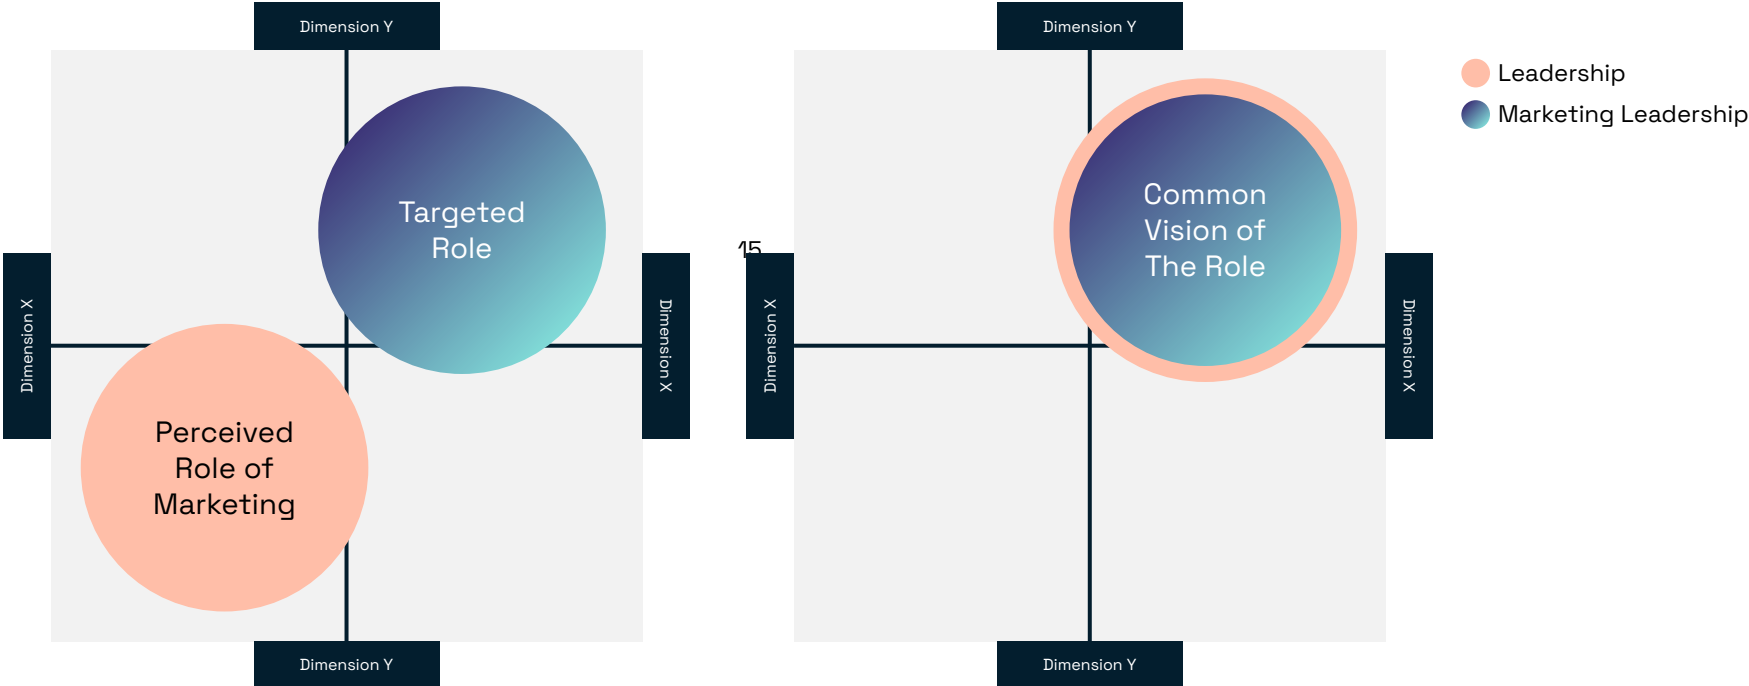 Dimension Y
Targeted
Role
Dimension X
Dimension X
Perceived
Role of
Marketing
Dimension Y
15
Dimension Y
Common
Vision of
The Role
Dimension X
Dimension X
Dimension Y
Leadership
Marketing Leadership